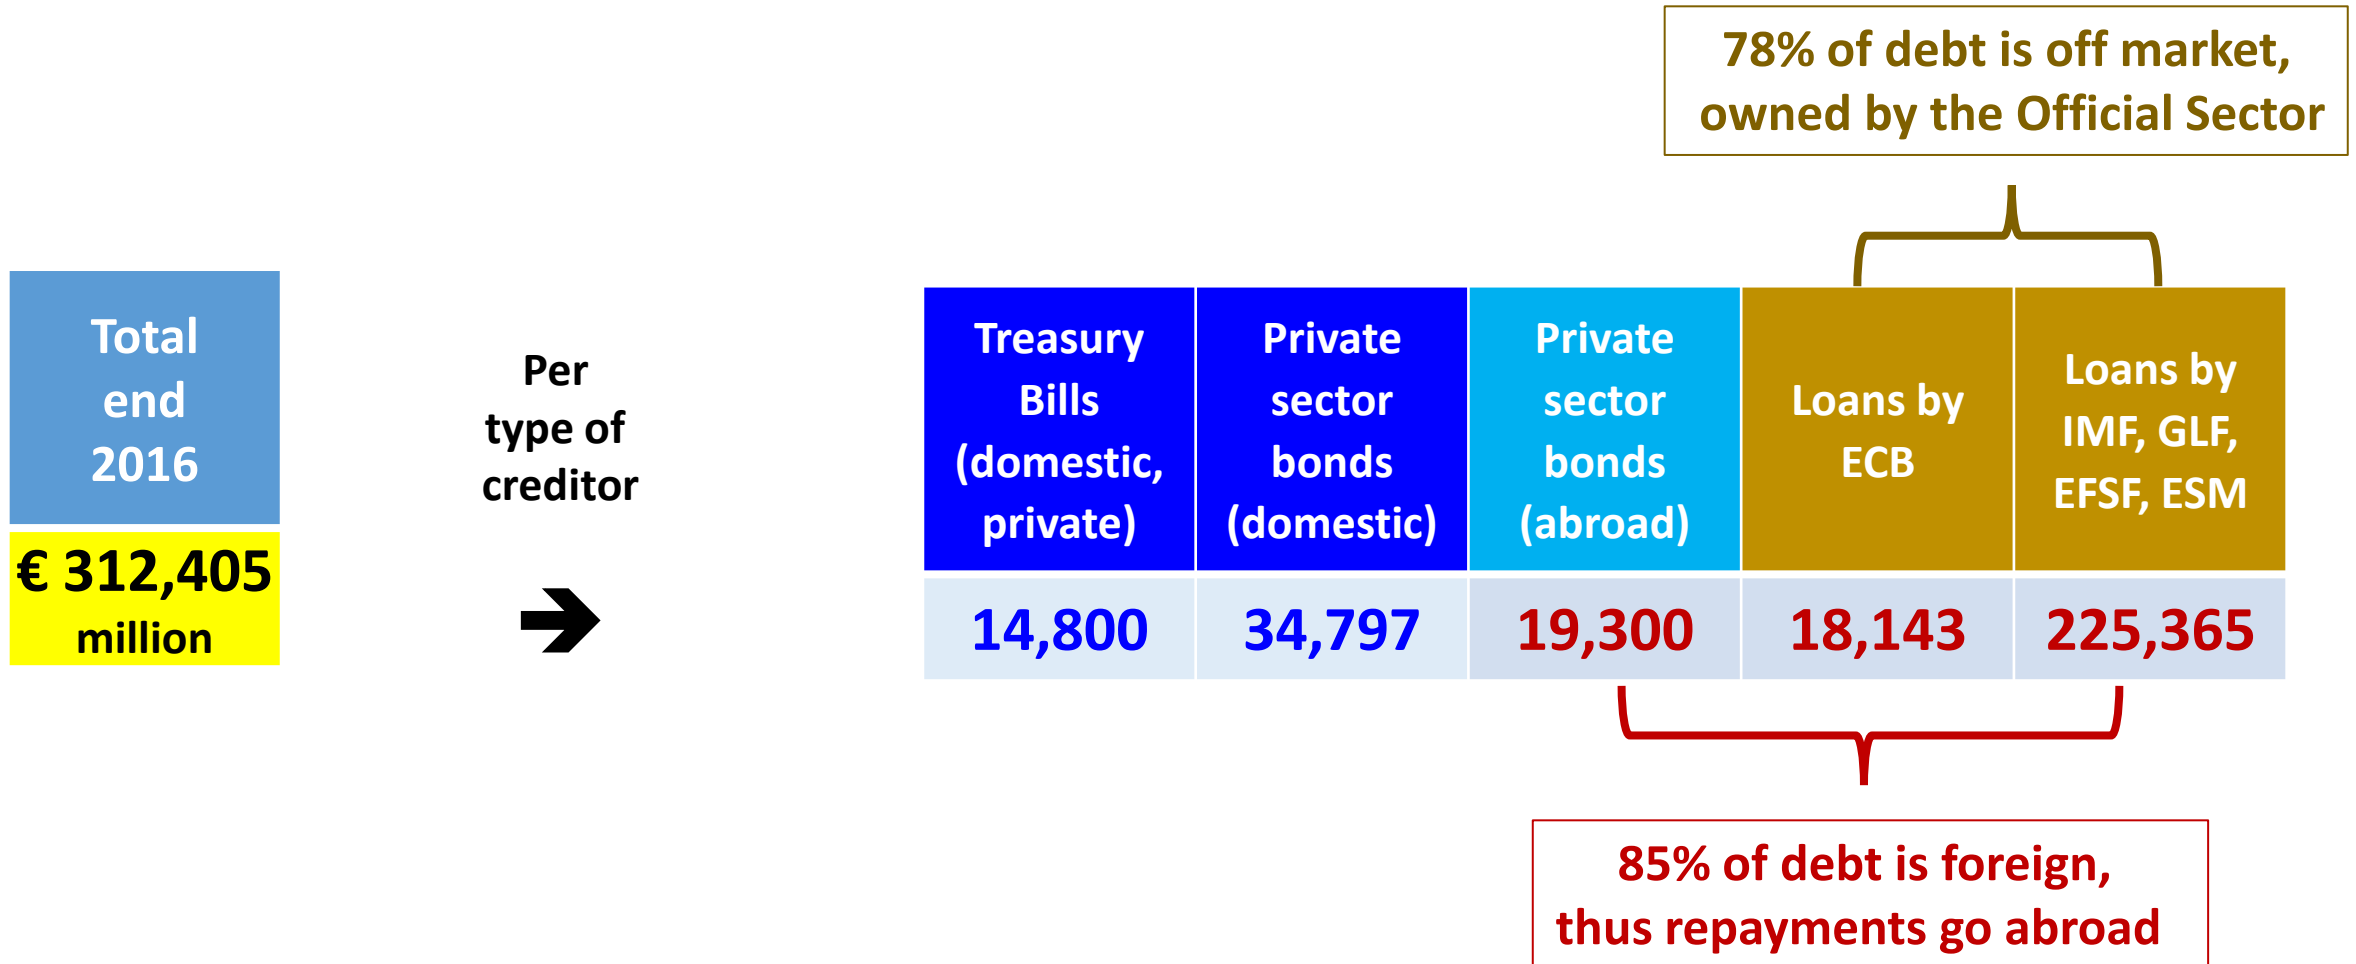 78% of debt is off market,
owned by the Official Sector
Total
end
2016
€ 312,405
million
Per
type of
creditor
Treasury
Bills
(domestic,
private)
Private
sector
bonds
(domestic)
Private
sector
bonds
(abroad)
Loans by
ECB
Loans by
IMF, GLF,
EFSF, ESM
14,800
34,797
19,300
18,143
225,365
85% of debt is foreign,
thus repayments go abroad